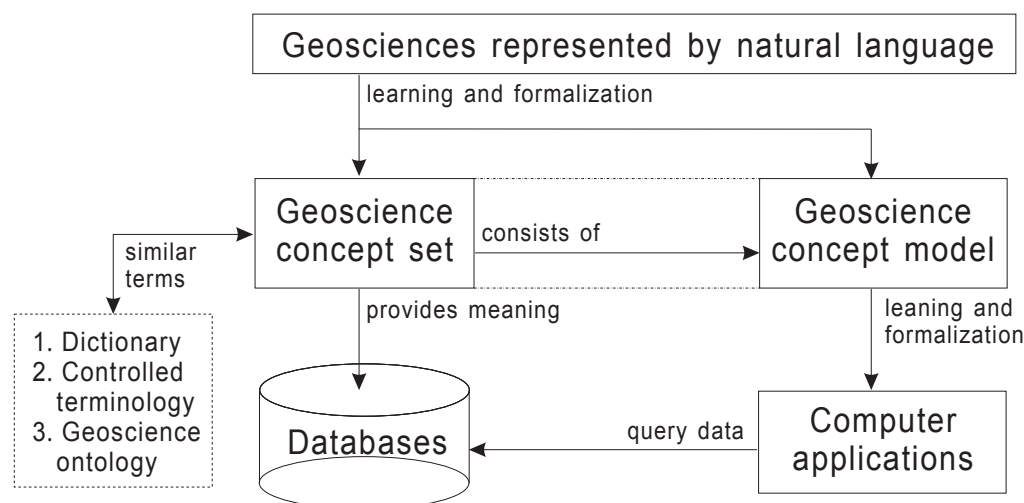 Geosciences represented by natural language
learning and formalization
Geoscience
concept set
consists of
Geoscience
concept model
similar
terms
provides meaning
leaning and
formalization
1. Dictionary
2. Controlled
terminology
3. Geoscience
ontology
Databases
query data
Computer
applications